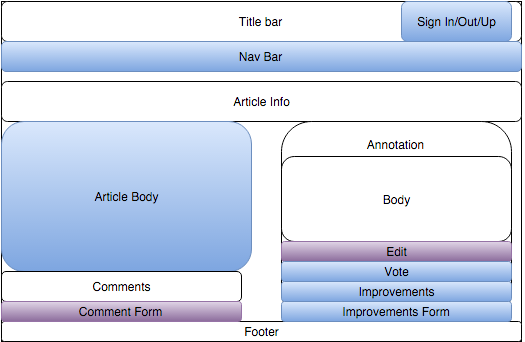 Title bar
Sign In/Out/Up
Nav Bar
Article Info
Article Body
Comments
Comment Form
Annotation
Body
Edit
Vote
Improvements
Improvements Form
Footer